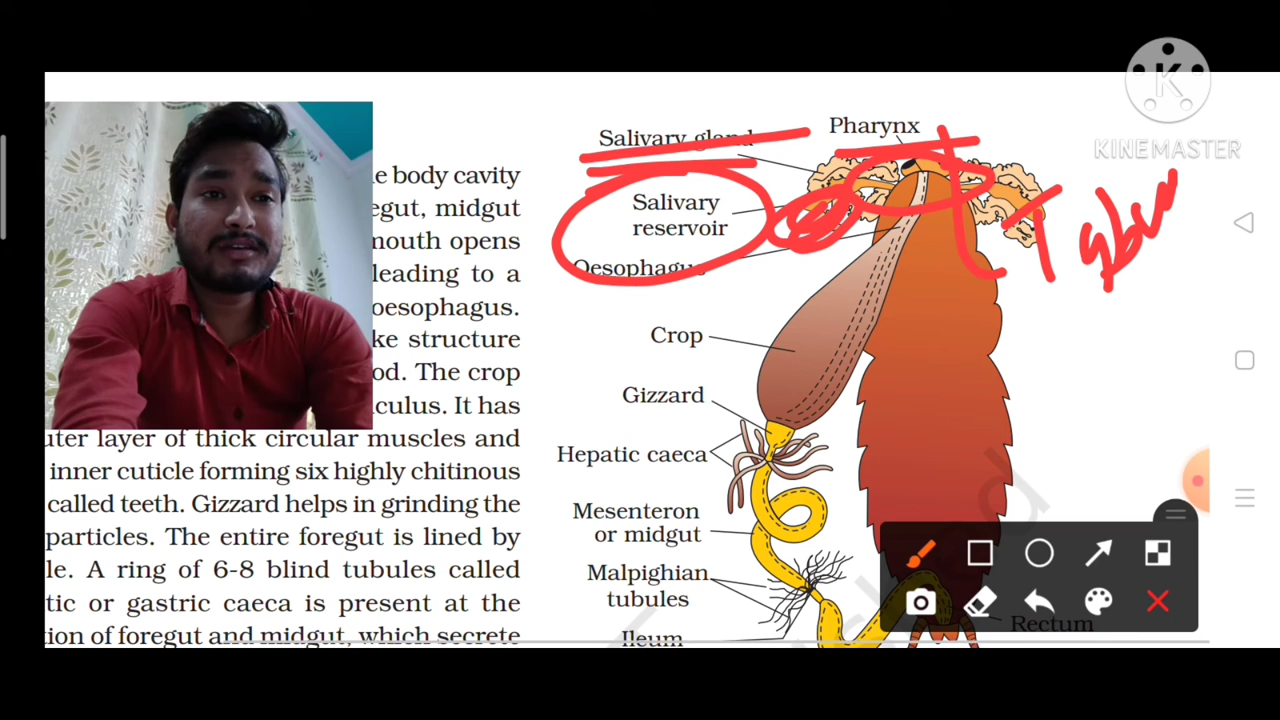 KINEMASTER
Pharynx
Salivary gland
Salivary
reservoir
Oesophagus
Crop
Gizzard
Hepatic caeca
Mesenteron
or midgut
Malpighian
tubules
Ileum
Rectum
e body cavity
egut, midgut
mouth opens
leading to a
oesophagus.
ke structure
od. The crop
iculus. It has
uter layer of thick circular muscles and
inner cuticle forming six highly chitinous
called teeth. Gizzard helps in grinding the
particles. The entire foregut is lined by
le. A ring of 6-8 blind tubules called
tic or gastric caeca is present at the
tion of foregut and midgut, which secrete